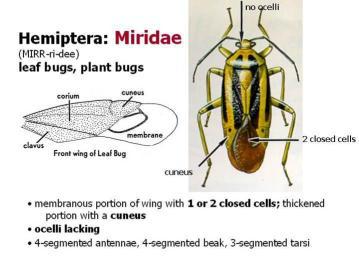 no ocelli
Hemiptera: Miridae
(MIRR-ri-dee)
leaf bugs, plant bugs
corium
cuneus
membrane
clavus
Front wing of Leaf Bug
2 closed cells
cuneus
• membranous portion of wing with 1 or 2 closed cells; thickened
portion with a cuneus
• ocelli lacking
• 4-segmented antennae, 4-segmented beak, 3-segmented tarsi